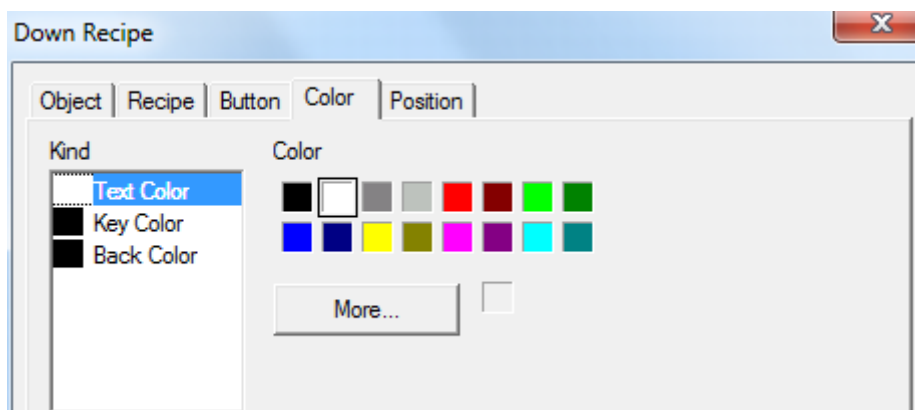 Down Recipe
X
Object Recipe Button Color Position
Kind Color
Text Color
Key Color
Back Color
More...